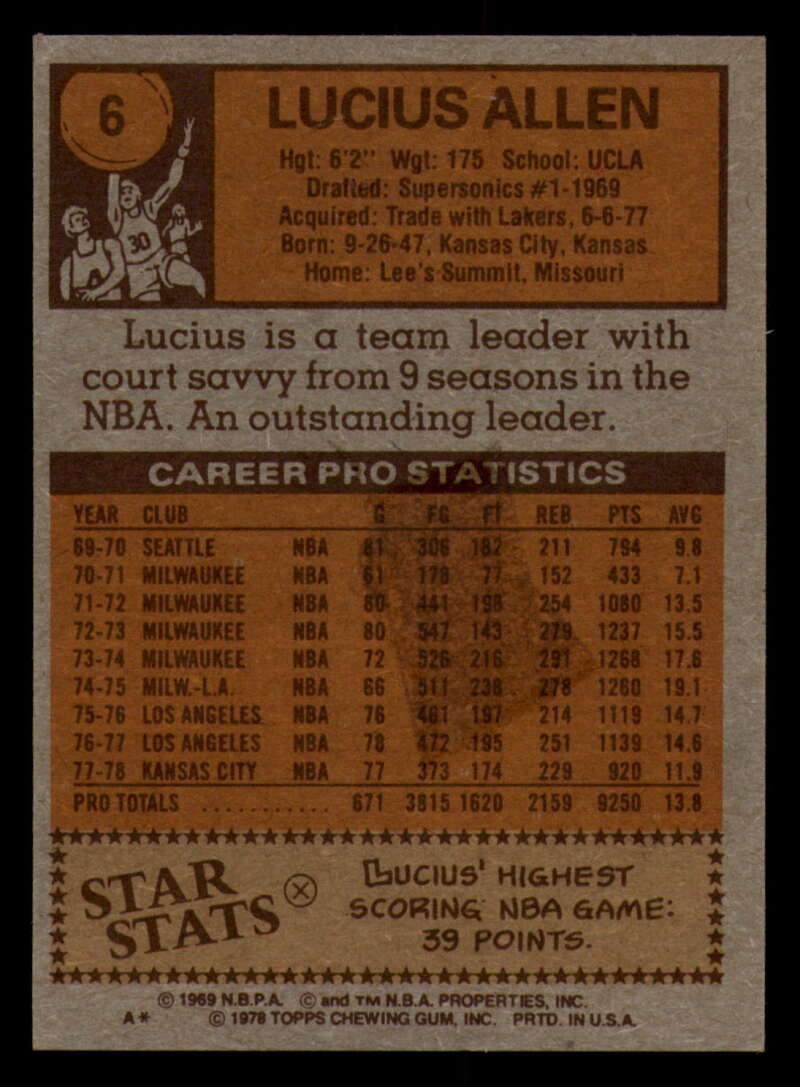 6
30
LUCIUS ALLEN
Hgt: 6'2" Wgt: 175 School: UCLA
Drafted: Supersonics #1-1969
Acquired: Trade with Lakers, 6-6-77
Born: 9-26-47, Kansas City, Kansas
Home: Lee's Summit, Missouri
Lucius is a team leader with
court savvy from 9 seasons in the
NBA. An outstanding leader.
CAREER PRO STATISTICS
YEAR CLUB G FG FT REB PTS AVG
69-70 SEATTLE NBA 81 306 182 211 794 9.8
70-71 MILWAUKEE NBA 61 178 77 152 433 7.1
71-72 MILWAUKEE NBA 80 441 198 254 1080 13.5
72-73 MILWAUKEE NBA 80 547 143 279 1237 15.5
73-74 MILWAUKEE NBA 72 526 216 291 1268 17.6
74-75 MILW.-L.A. NBA 66 511 238 278 1260 19.1
75-76 LOS ANGELES NBA 76 461 197 214 1119 14.7
76-77 LOS ANGELES NBA 78 472 195 251 1139 14.6
77-78 KANSAS CITY NBA 77 373 174 229 920 11.9
PRO TOTALS ........... 671 3815 1620 2159 9250 13.8
STAR
STATS
LUCIUS' HIGHEST
SCORING NBA GAME:
39 POINTS.
© 1969 N.B.P.A. © and TM N.B.A. PROPERTIES, INC.
A* © 1978 TOPPS CHEWING GUM, INC. PRTD. IN U.S.A.